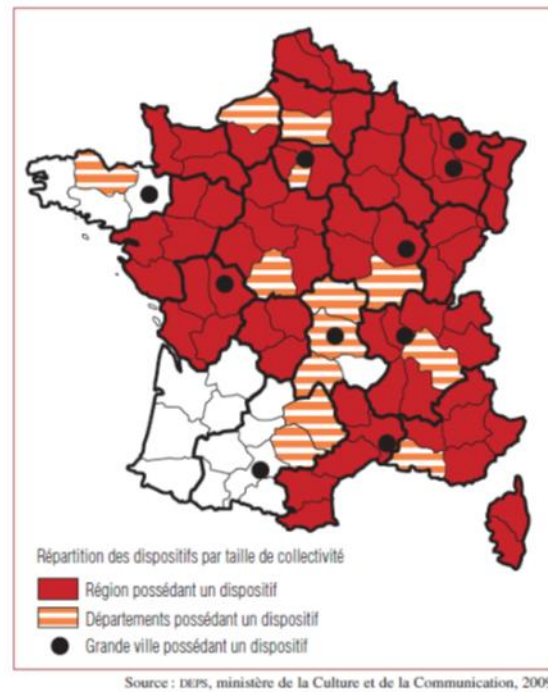 Répartition des dispositifs par taille de collectivité
Région possédant un dispositif
Départements possédant un dispositif
Grande ville possédant un dispositif
Source : DEPS, ministère de la Culture et de la Communication, 2009